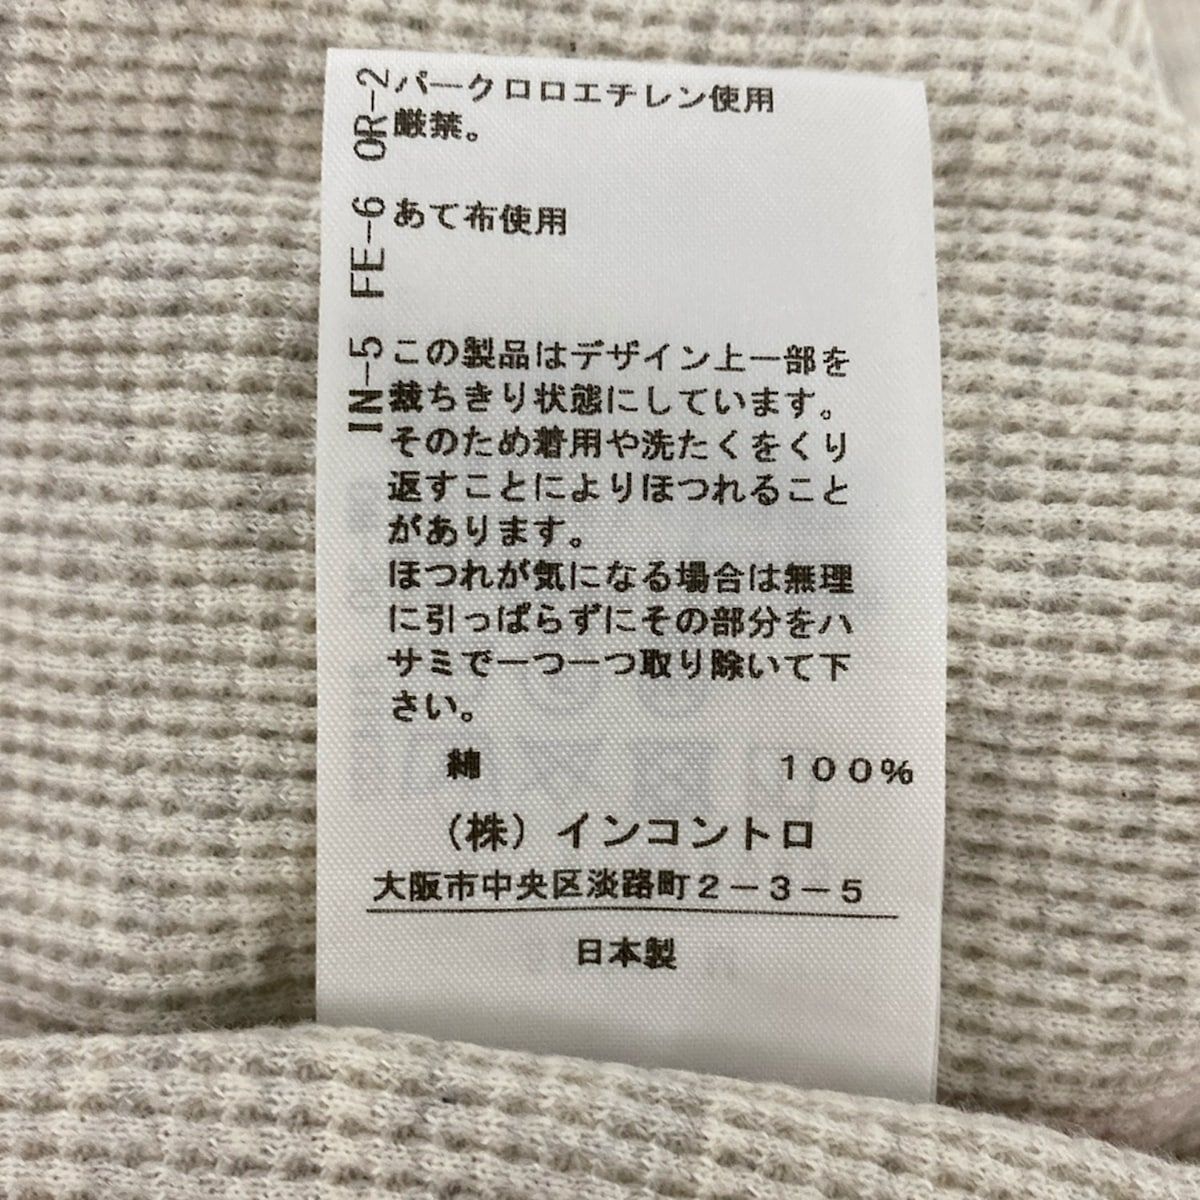 OR-2 パークロロエチレン使用
厳禁。
FE-6 あて布使用
IN-5 この製品はデザイン上一部を
裁ちきり状態にしています。
そのため着用や洗たくをくり
返すことによりほつれること
があります。
ほつれが気になる場合は無理
に引っぱらずにその部分をハ
サミで一つ一つ取り除いて下
さい。
綿 100%
(株)インコントロ
大阪市中央区淡路町2-3-5
日本製